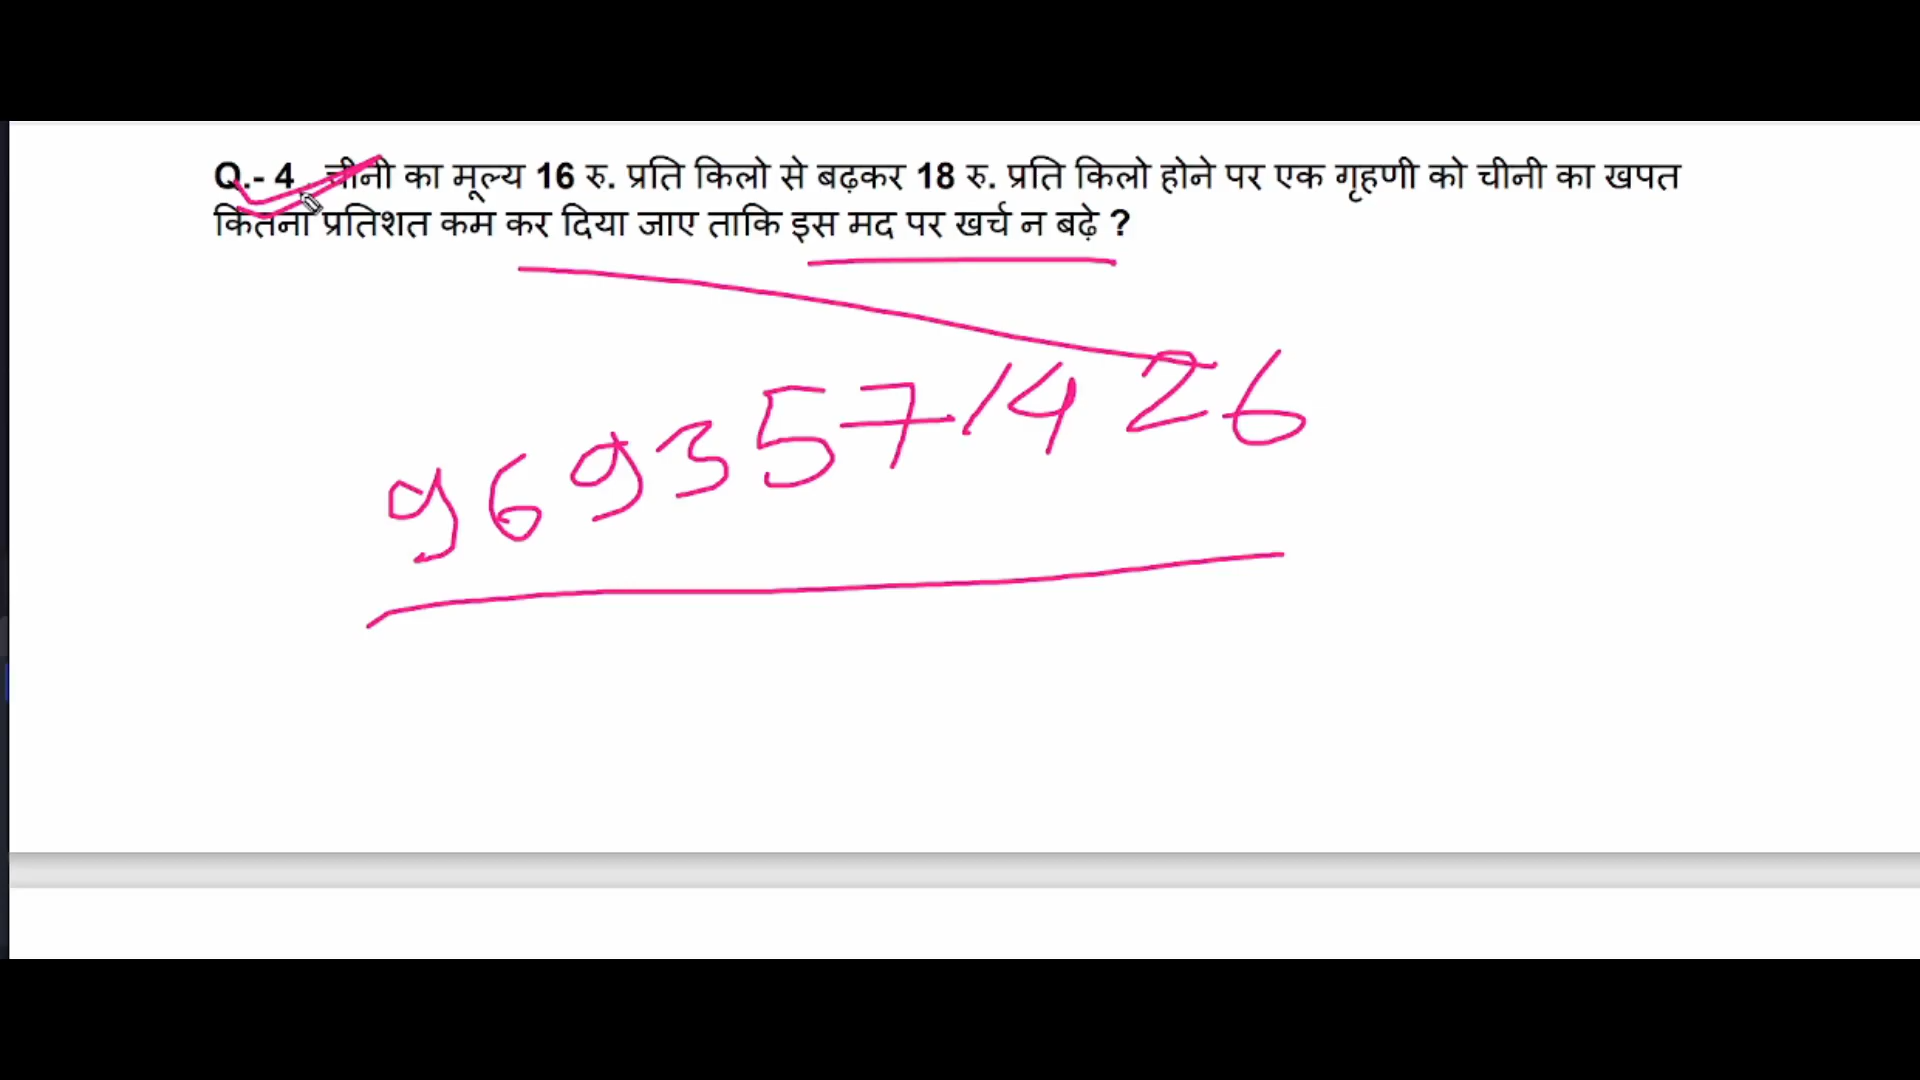 Q.- 4 . चीनी का मूल्य 16 रु. प्रति किलो से बढ़कर 18 रु. प्रति किलो होने पर एक गृहणी को चीनी का खपत
कितना प्रतिशत कम कर दिया जाए ताकि इस मद पर खर्च न बढ़े ?
9693571426